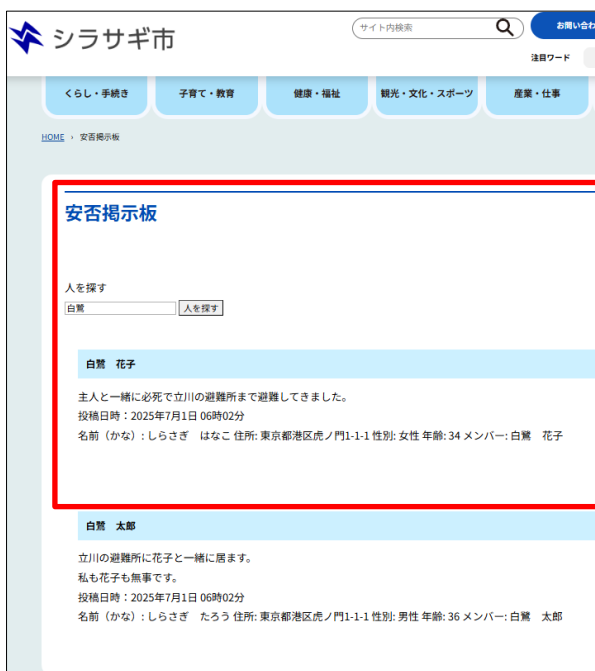 シラサギ市
サイト内検索
お問い合わ
注目ワード
くらし・手続き 子育て・教育 健康・福祉 観光・文化・スポーツ 産業・仕事
HOME › 安否掲示板
安否掲示板
人を探す
白鷺 人を探す
白鷺　花子
主人と一緒に必死で立川の避難所まで避難してきました。
投稿日時：2025年7月1日 06時02分
名前（かな）: しらさぎ　はなこ 住所: 東京都港区虎ノ門1-1-1 性別: 女性 年齢: 34 メンバー: 白鷺　花子
白鷺　太郎
立川の避難所に花子と一緒に居ます。
私も花子も無事です。
投稿日時：2025年7月1日 06時02分
名前（かな）: しらさぎ　たろう 住所: 東京都港区虎ノ門1-1-1 性別: 男性 年齢: 36 メンバー: 白鷺　太郎